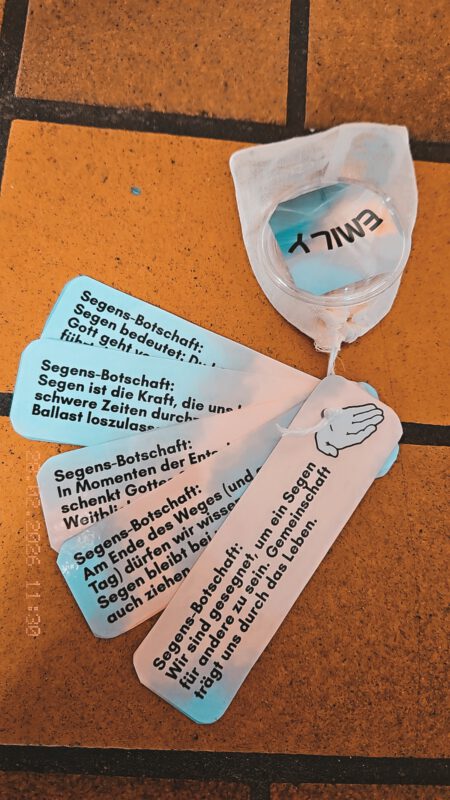 EMILY
Segens-Botschaft:
Segen bedeutet:
Gott geht
Segens-Botschaft:
Segen ist die Kraft, die uns
schwere Zeiten durch
Ballast loszulass
Segens-Botschaft:
In Momenten der
schenkt Gottes
Segens-Botschaft:
Am Ende des Weges (und
Tag) dürfen wir wisse
Segen bleibt bei
auch ziehen
Segens-Botschaft:
Wir sind gesegnet, um ein Segen
für andere zu sein. Gemeinschaft
trägt uns durch das Leben.